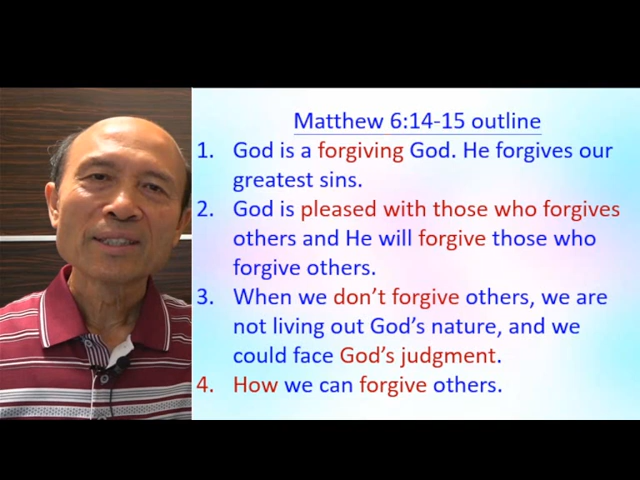 Matthew 6:14-15 outline
1. God is a forgiving God. He forgives our
greatest sins.
2. God is pleased with those who forgives
others and He will forgive those who
forgive others.
3. When we don’t forgive others, we are
not living out God’s nature, and we
could face God’s judgment.
4. How we can forgive others.